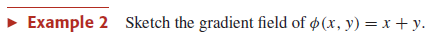 ► Example 2 Sketch the gradient field of ϕ(x, y) = x + y.